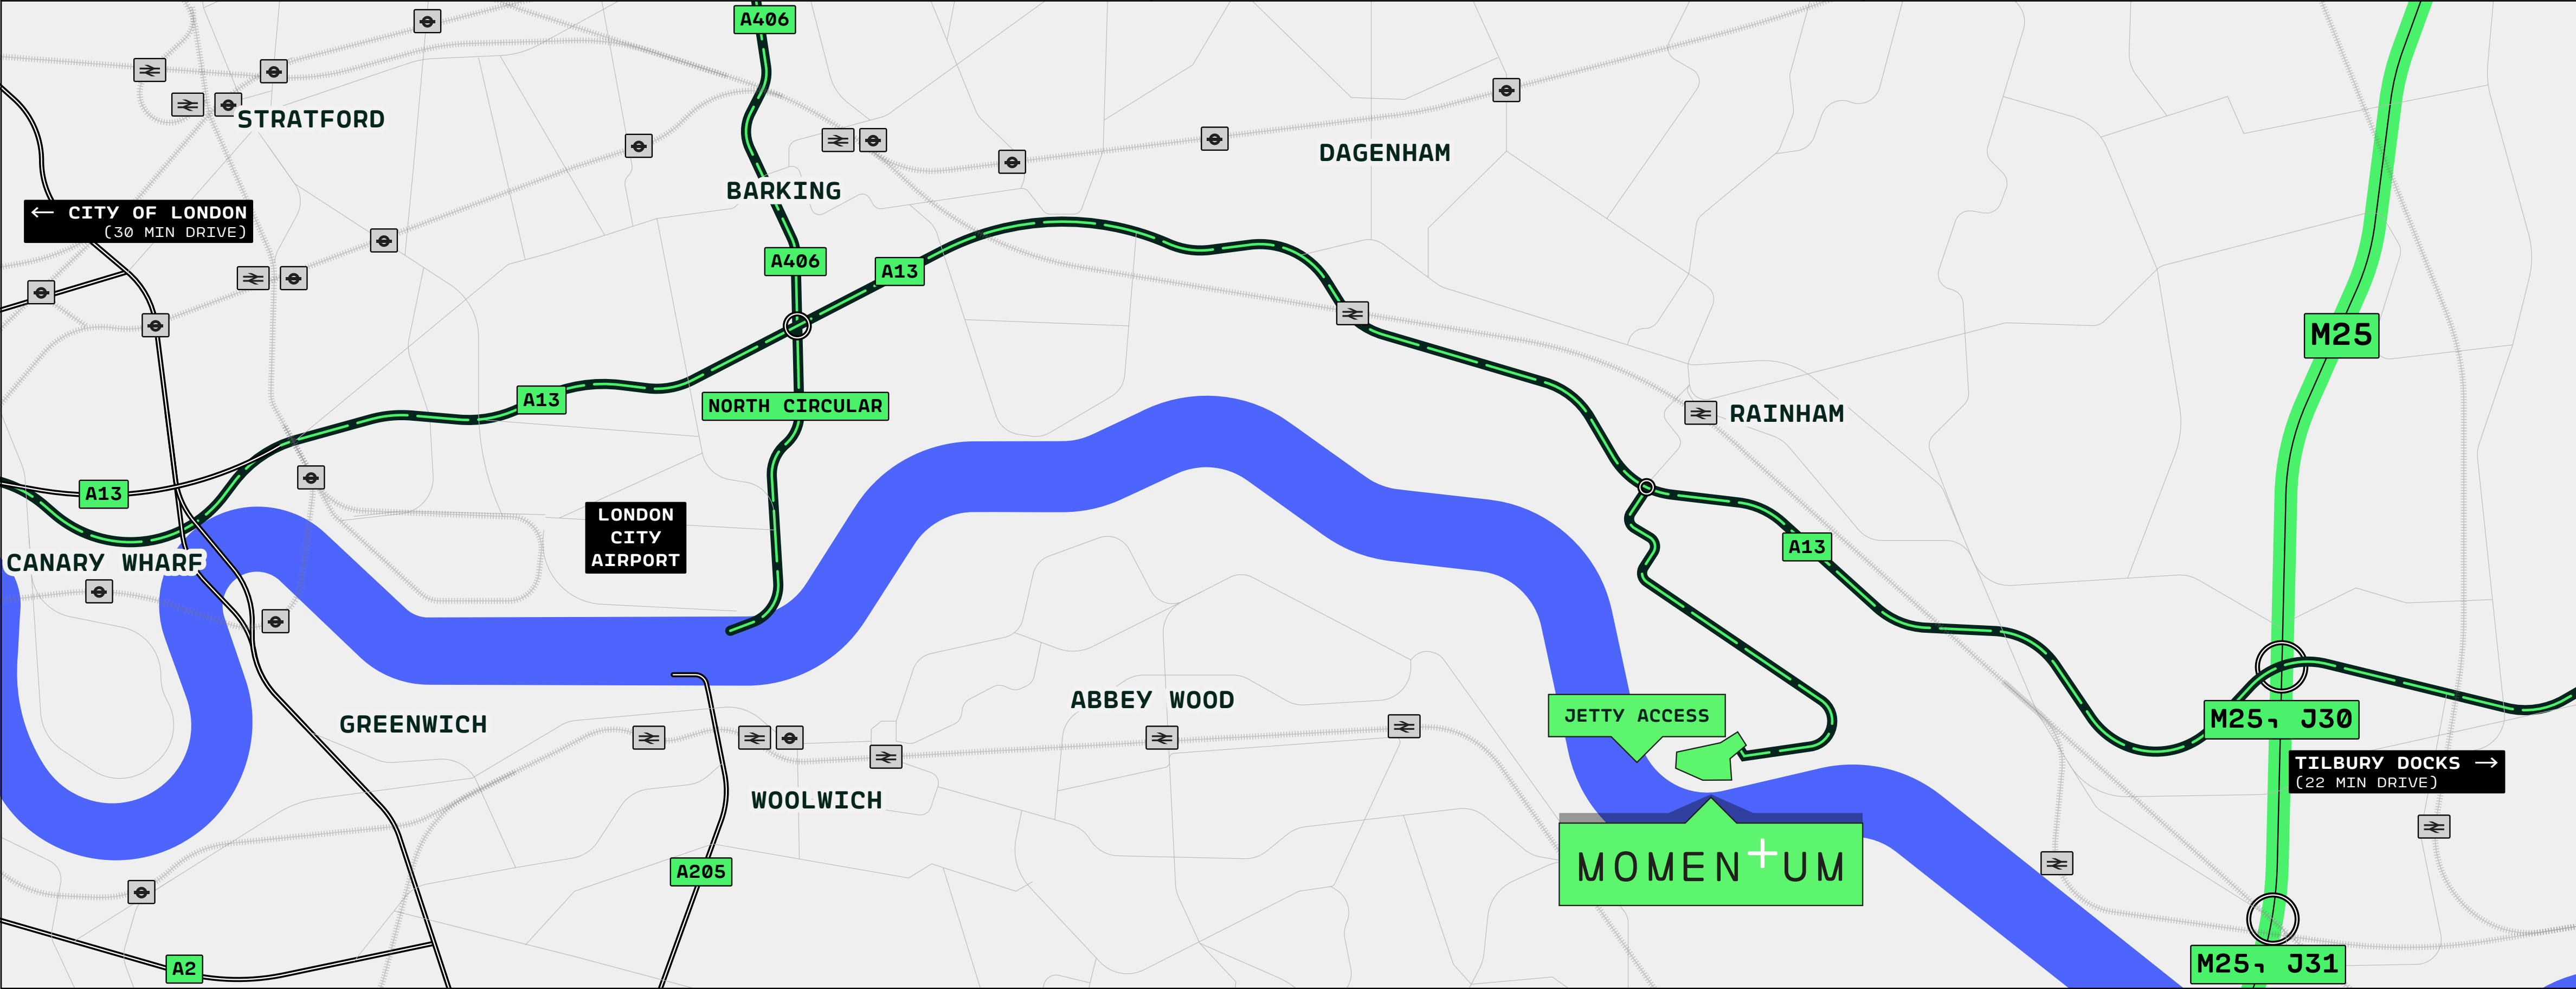 A406
STRATFORD
DAGENHAM
BARKING
← CITY OF LONDON
(30 MIN DRIVE)
A406
A13
M25
A13
NORTH CIRCULAR
RAINHAM
A13
LONDON
CITY
AIRPORT
A13
CANARY WHARF
ABBEY WOOD
JETTY ACCESS
M25, J30
GREENWICH
TILBURY DOCKS →
(22 MIN DRIVE)
WOOLWICH
MOMEN+UM
A205
M25, J31
A2